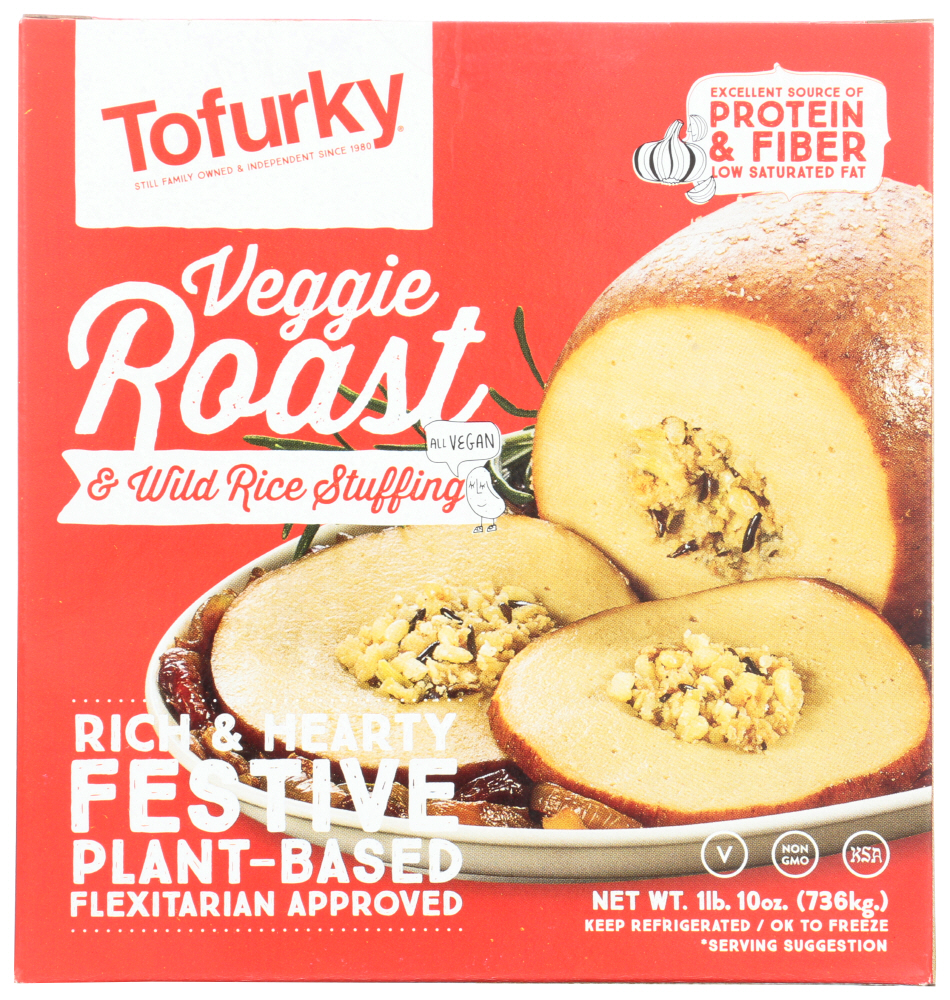 Tofurky®
STILL FAMILY OWNED & INDEPENDENT SINCE 1980
EXCELLENT SOURCE OF
PROTEIN
& FIBER
LOW SATURATED FAT
Veggie
Roast
ALL VEGAN
& Wild Rice Stuffing
RICH & HEARTY
FESTIVE
PLANT-BASED
FLEXITARIAN APPROVED
V
NON
GMO
KSA
NET WT. 1lb. 10oz. (736kg.)
KEEP REFRIGERATED / OK TO FREEZE
*SERVING SUGGESTION